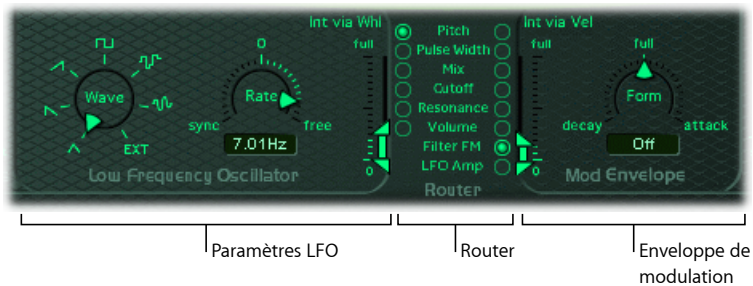 Int via Whl
Int via Vel
0
full
Pitch
full
full
Pulse Width
Mix
Wave
Rate
Cutoff
Form
Resonance
sync
free
Volume
decay
attack
EXT
7.01Hz
Filter FM
Off
0
LFO Amp
0
Low Frequency Oscillator
Router
Mod Envelope
Paramètres LFO
Router
Enveloppe de
modulation